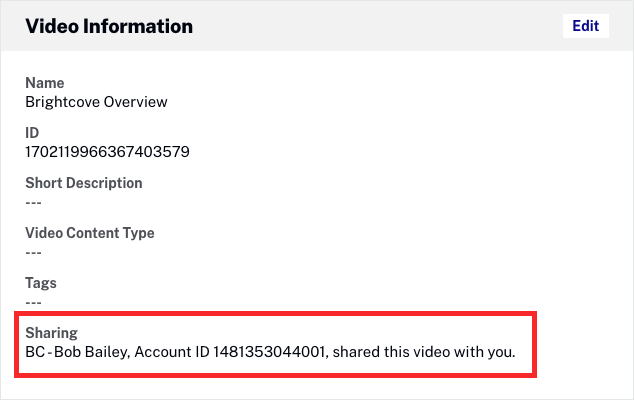 Video Information
Edit
Name
Brightcove Overview
ID
1702119966367403579
Short Description
---
Video Content Type
---
Tags
---
Sharing
BC - Bob Bailey, Account ID 1481353044001, shared this video with you.